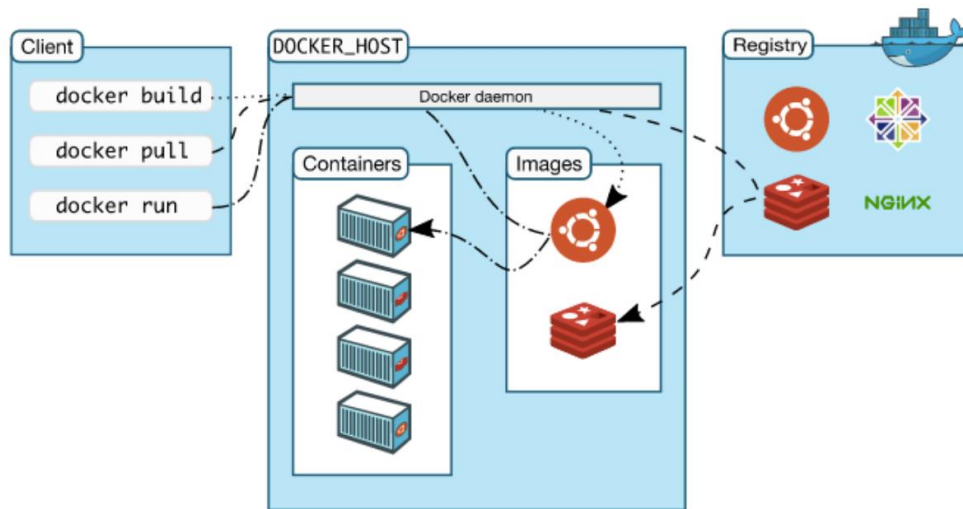 Client
docker build
docker pull
docker run
DOCKER_HOST
Docker daemon
Containers
Images
Registry
NGINX